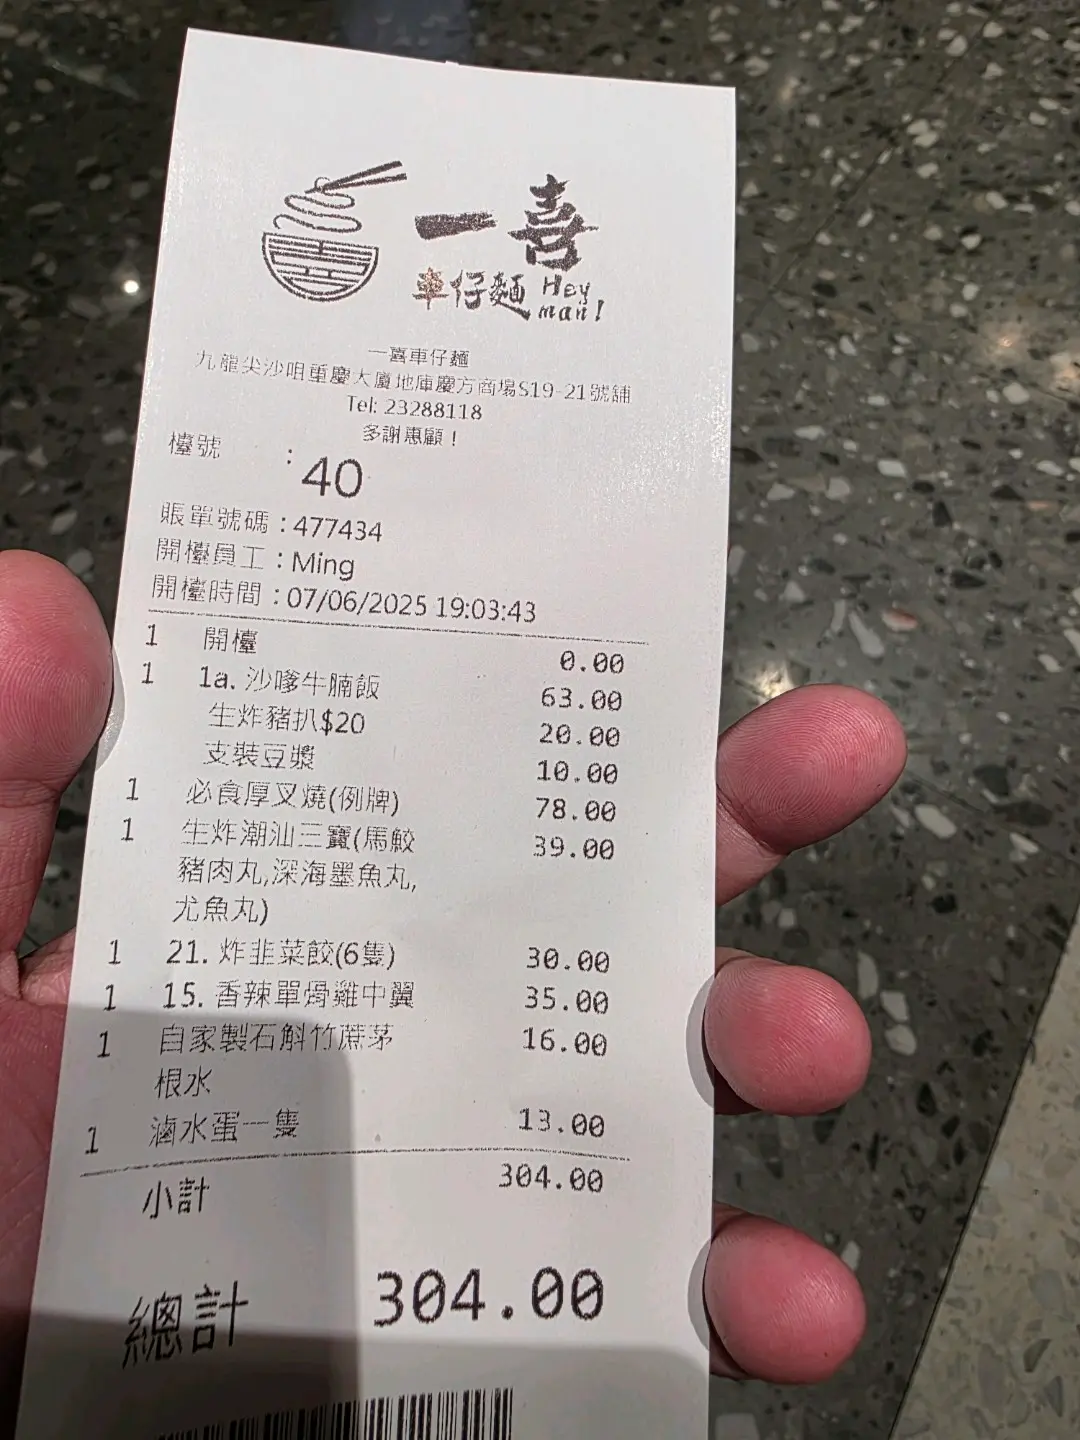 一喜
車仔麵 Hey man!
一喜車仔麵
九龍尖沙咀重慶大廈地庫慶方商場S19-21號舖
Tel: 23288118
多謝惠顧！
檯號 : 40
賬單號碼 : 477434
開檯員工 : Ming
開檯時間 : 07/06/2025 19:03:43
1 開檯 0.00
1 1a. 沙嗲牛腩飯 63.00
生炸豬扒$20 20.00
支裝豆漿 10.00
1 必食厚叉燒(例牌) 78.00
1 生炸潮汕三寶(馬鮫 39.00
豬肉丸,深海墨魚丸,
尤魚丸)
1 21. 炸韭菜餃(6隻) 30.00
1 15. 香辣單骨雞中翼 35.00
1 自家製石斛竹蔗茅 16.00
根水
1 滷水蛋一隻 13.00
小計 304.00
總計 304.00